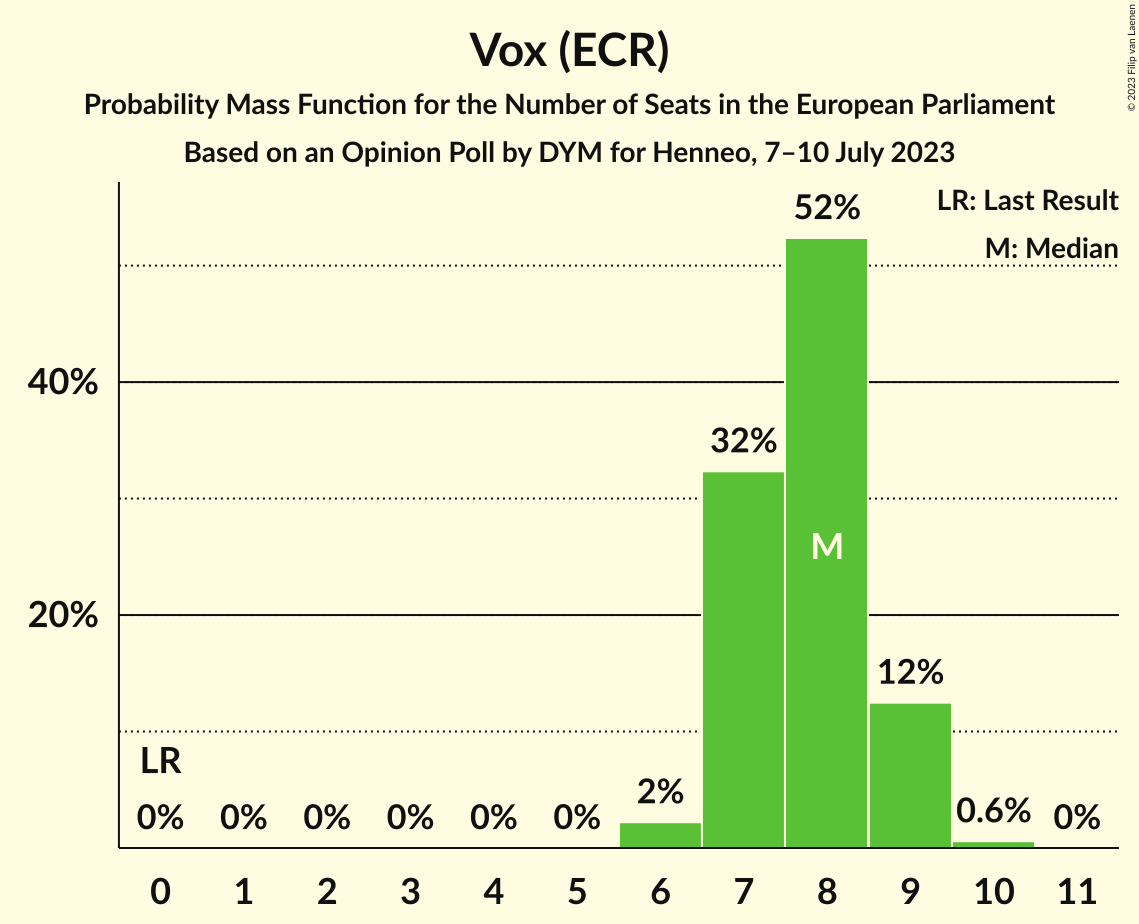 Vox (ECR)
Probability Mass Function for the Number of Seats in the European Parliament
Based on an Opinion Poll by DYM for Henneo, 7–10 July 2023
© 2023 Filip van Laenen
LR: Last Result
M: Median
52%
40%
32%
M
20%
12%
LR
0% 0% 0% 0% 0% 0% 2% 0.6% 0%
0 1 2 3 4 5 6 7 8 9 10 11